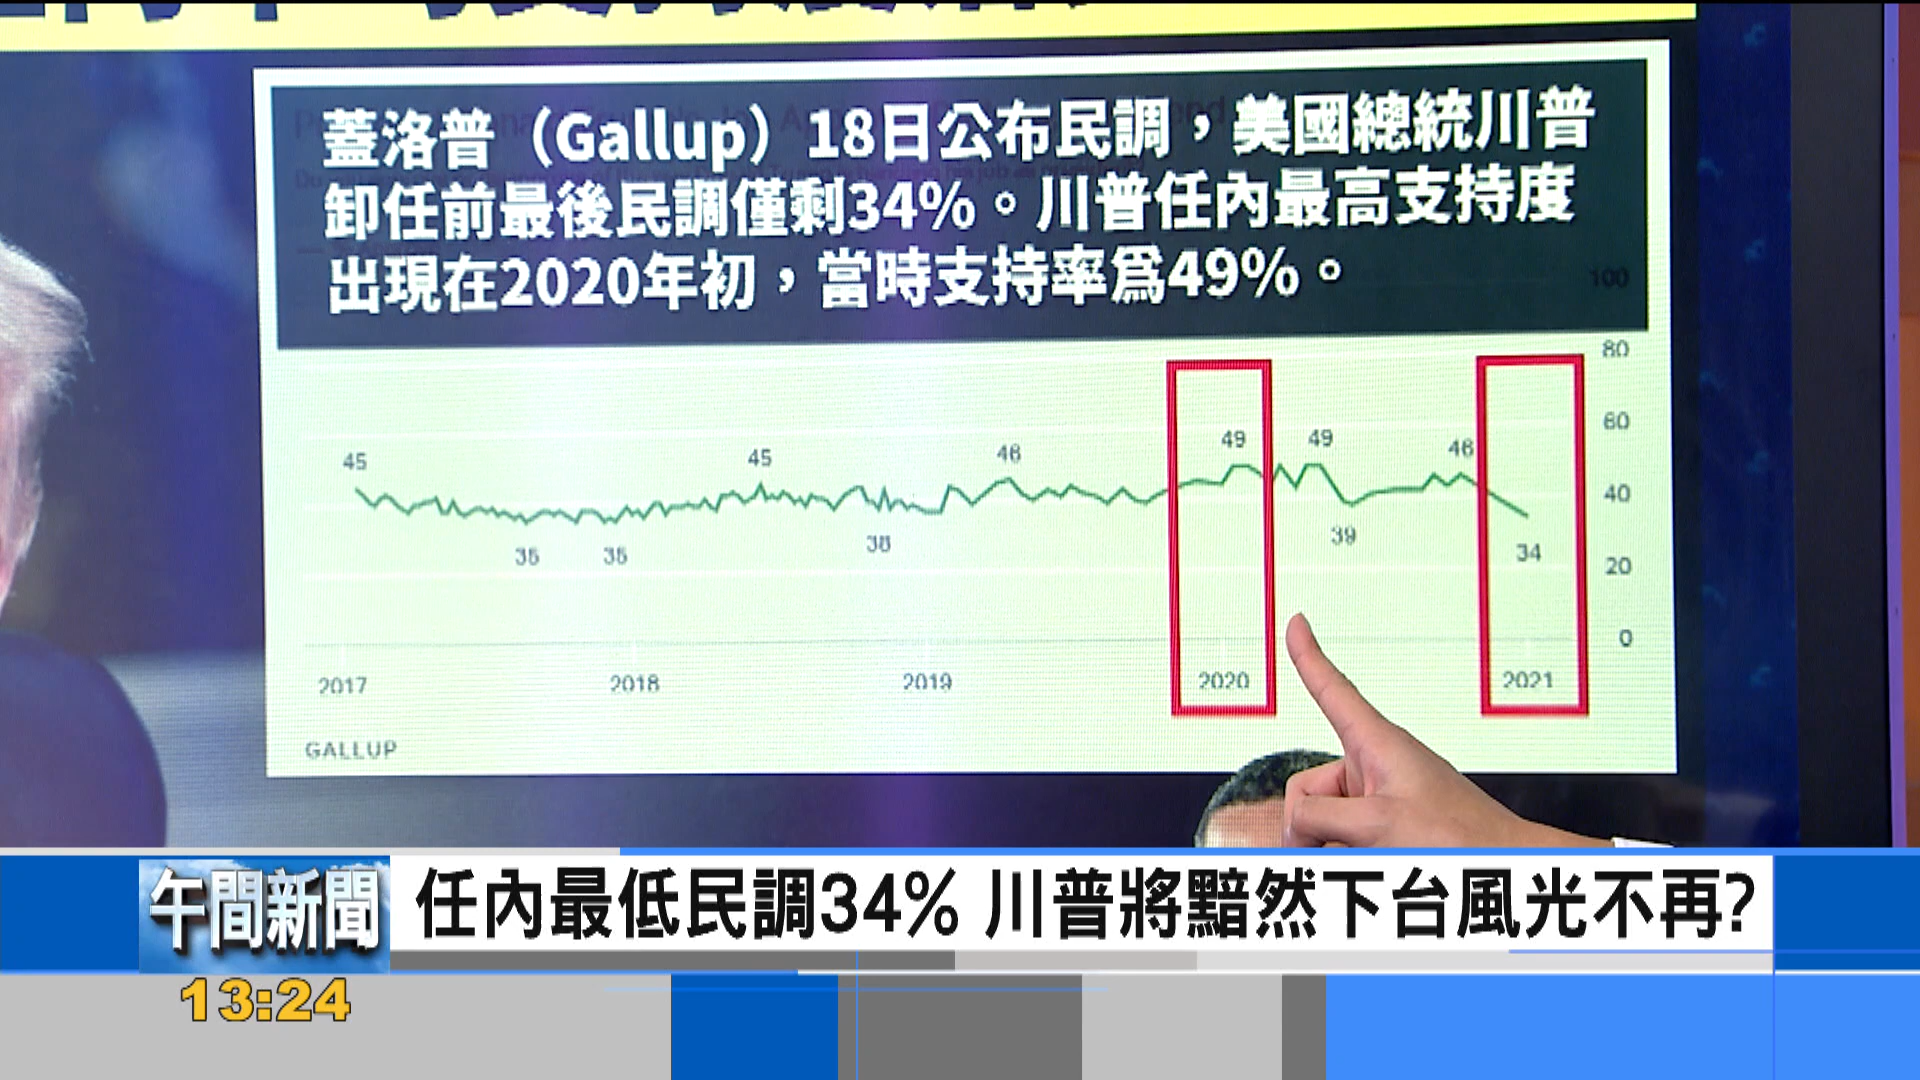 蓋洛普（Gallup）18日公布民調，美國總統川普
卸任前最後民調僅剩34%。川普任內最高支持度
出現在2020年初，當時支持率為49%。
100
80
60
40
20
0
45 45 46 49 49 46
35 35 38 39 34
2017 2018 2019 2020 2021
GALLUP
午間新聞
任內最低民調34% 川普將黯然下台風光不再?
13:24